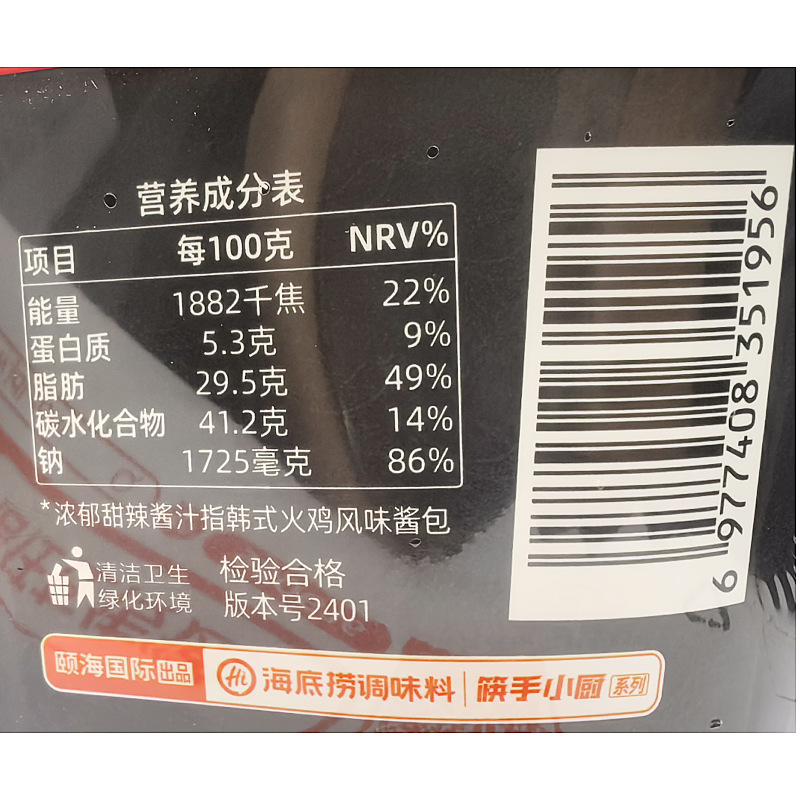 营养成分表
项目 每100克 NRV%
能量 1882千焦 22%
蛋白质 5.3克 9%
脂肪 29.5克 49%
碳水化合物 41.2克 14%
钠 1725毫克 86%
*浓郁甜辣酱汁指韩式火鸡风味酱包
清洁卫生 检验合格
绿化环境 版本号2401
颐海国际出品 Hi 海底捞调味料 筷手小厨 系列
6 977408 351956